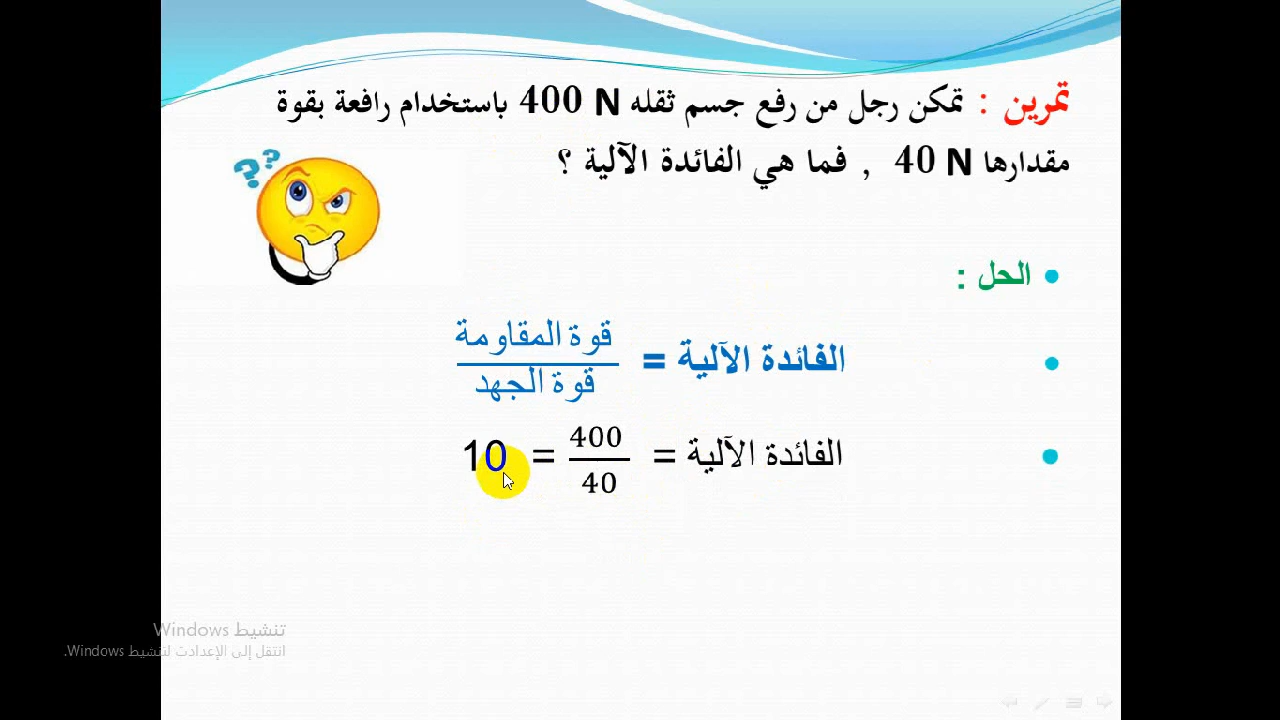 تمرين : تمكن رجل من رفع جسم ثقله 400 N باستخدام رافعة بقوة
مقدارها 40 N , فما هي الفائدة الآلية ؟
? ?
الحل :
قوة المقاومة
الفائدة الآلية =
قوة الجهد
الفائدة الآلية = 400/40 = 10
تنشيط Windows
انتقل إلى الإعدادت لتنشيط Windows.